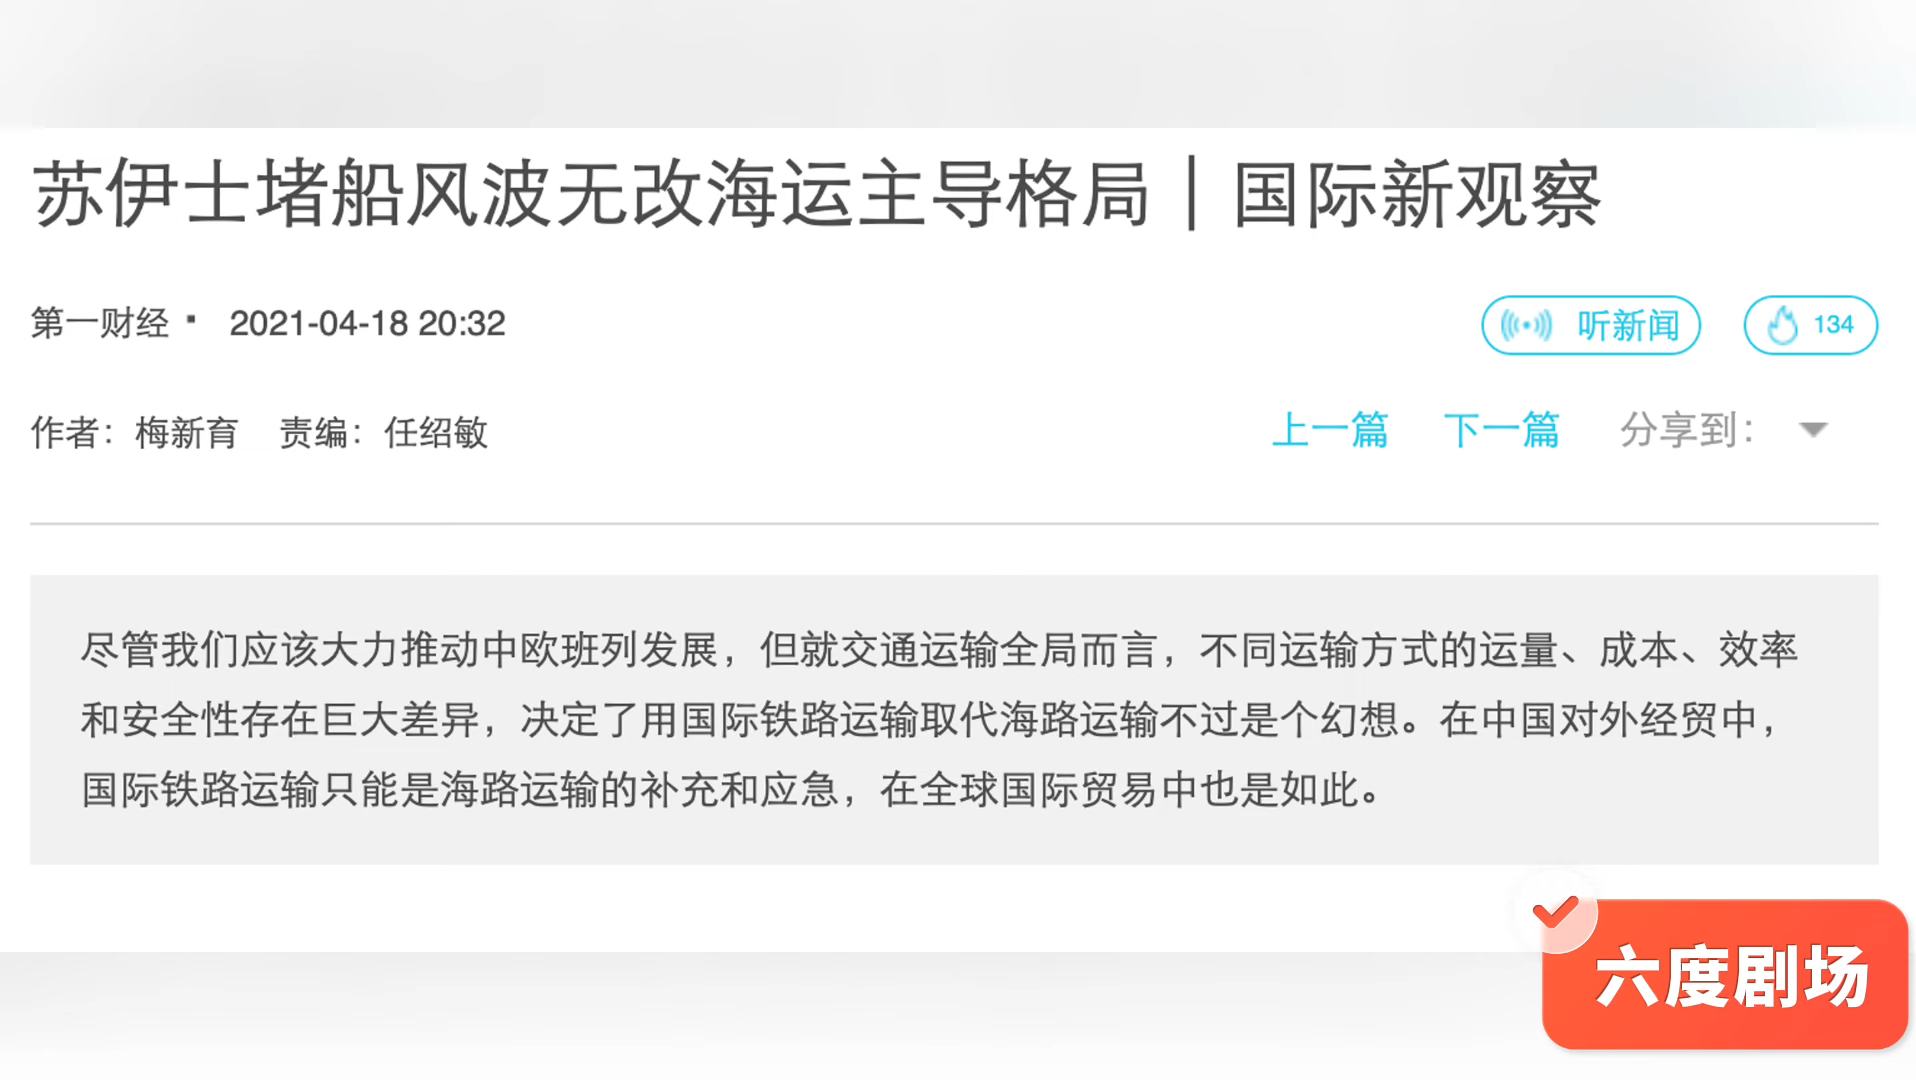 苏伊士堵船风波无改海运主导格局｜国际新观察
第一财经 · 2021-04-18 20:32
听新闻
134
作者：梅新育 责编：任绍敏
上一篇 下一篇 分享到：
尽管我们应该大力推动中欧班列发展，但就交通运输全局而言，不同运输方式的运量、成本、效率
和安全性存在巨大差异，决定了用国际铁路运输取代海路运输不过是个幻想。在中国对外经贸中，
国际铁路运输只能是海路运输的补充和应急，在全球国际贸易中也是如此。
六度剧场